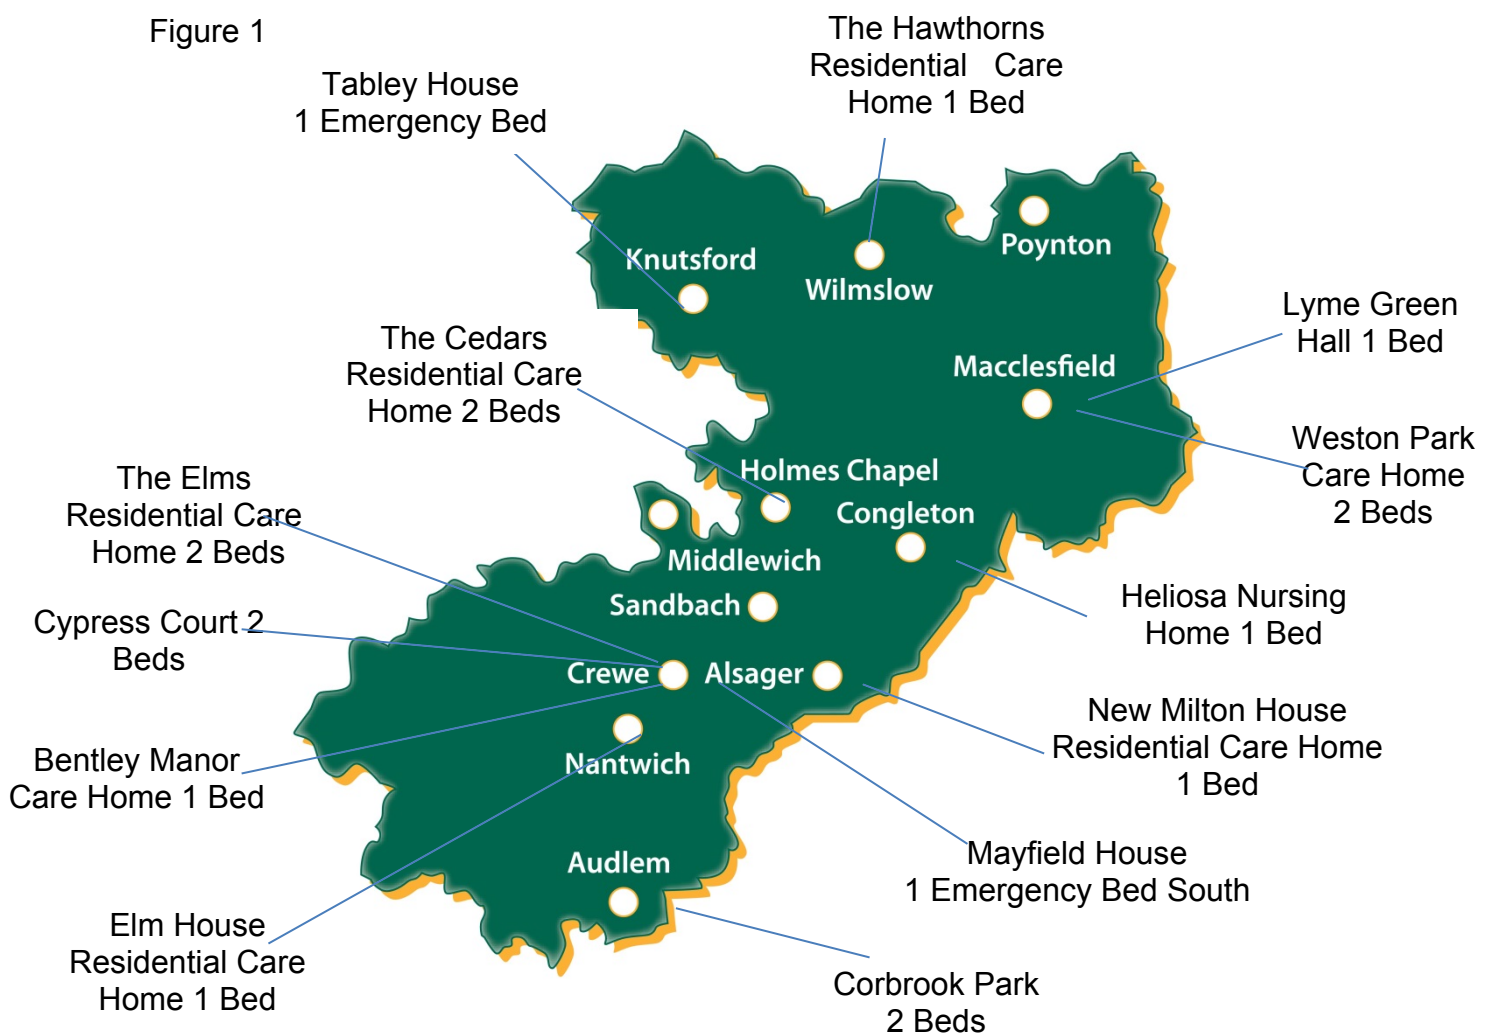 Figure 1
The Hawthorns
Residential Care
Home 1 Bed
Tabley House
1 Emergency Bed
Poynton
Knutsford
Wilmslow
Lyme Green
Hall 1 Bed
The Cedars
Residential Care
Home 2 Beds
Macclesfield
Weston Park
Care Home
2 Beds
Holmes Chapel
The Elms
Residential Care
Home 2 Beds
Congleton
Middlewich
Sandbach
Heliosa Nursing
Home 1 Bed
Cypress Court 2
Beds
Crewe
Alsager
New Milton House
Residential Care Home
1 Bed
Bentley Manor
Care Home 1 Bed
Nantwich
Mayfield House
1 Emergency Bed South
Audlem
Elm House
Residential Care
Home 1 Bed
Corbrook Park
2 Beds